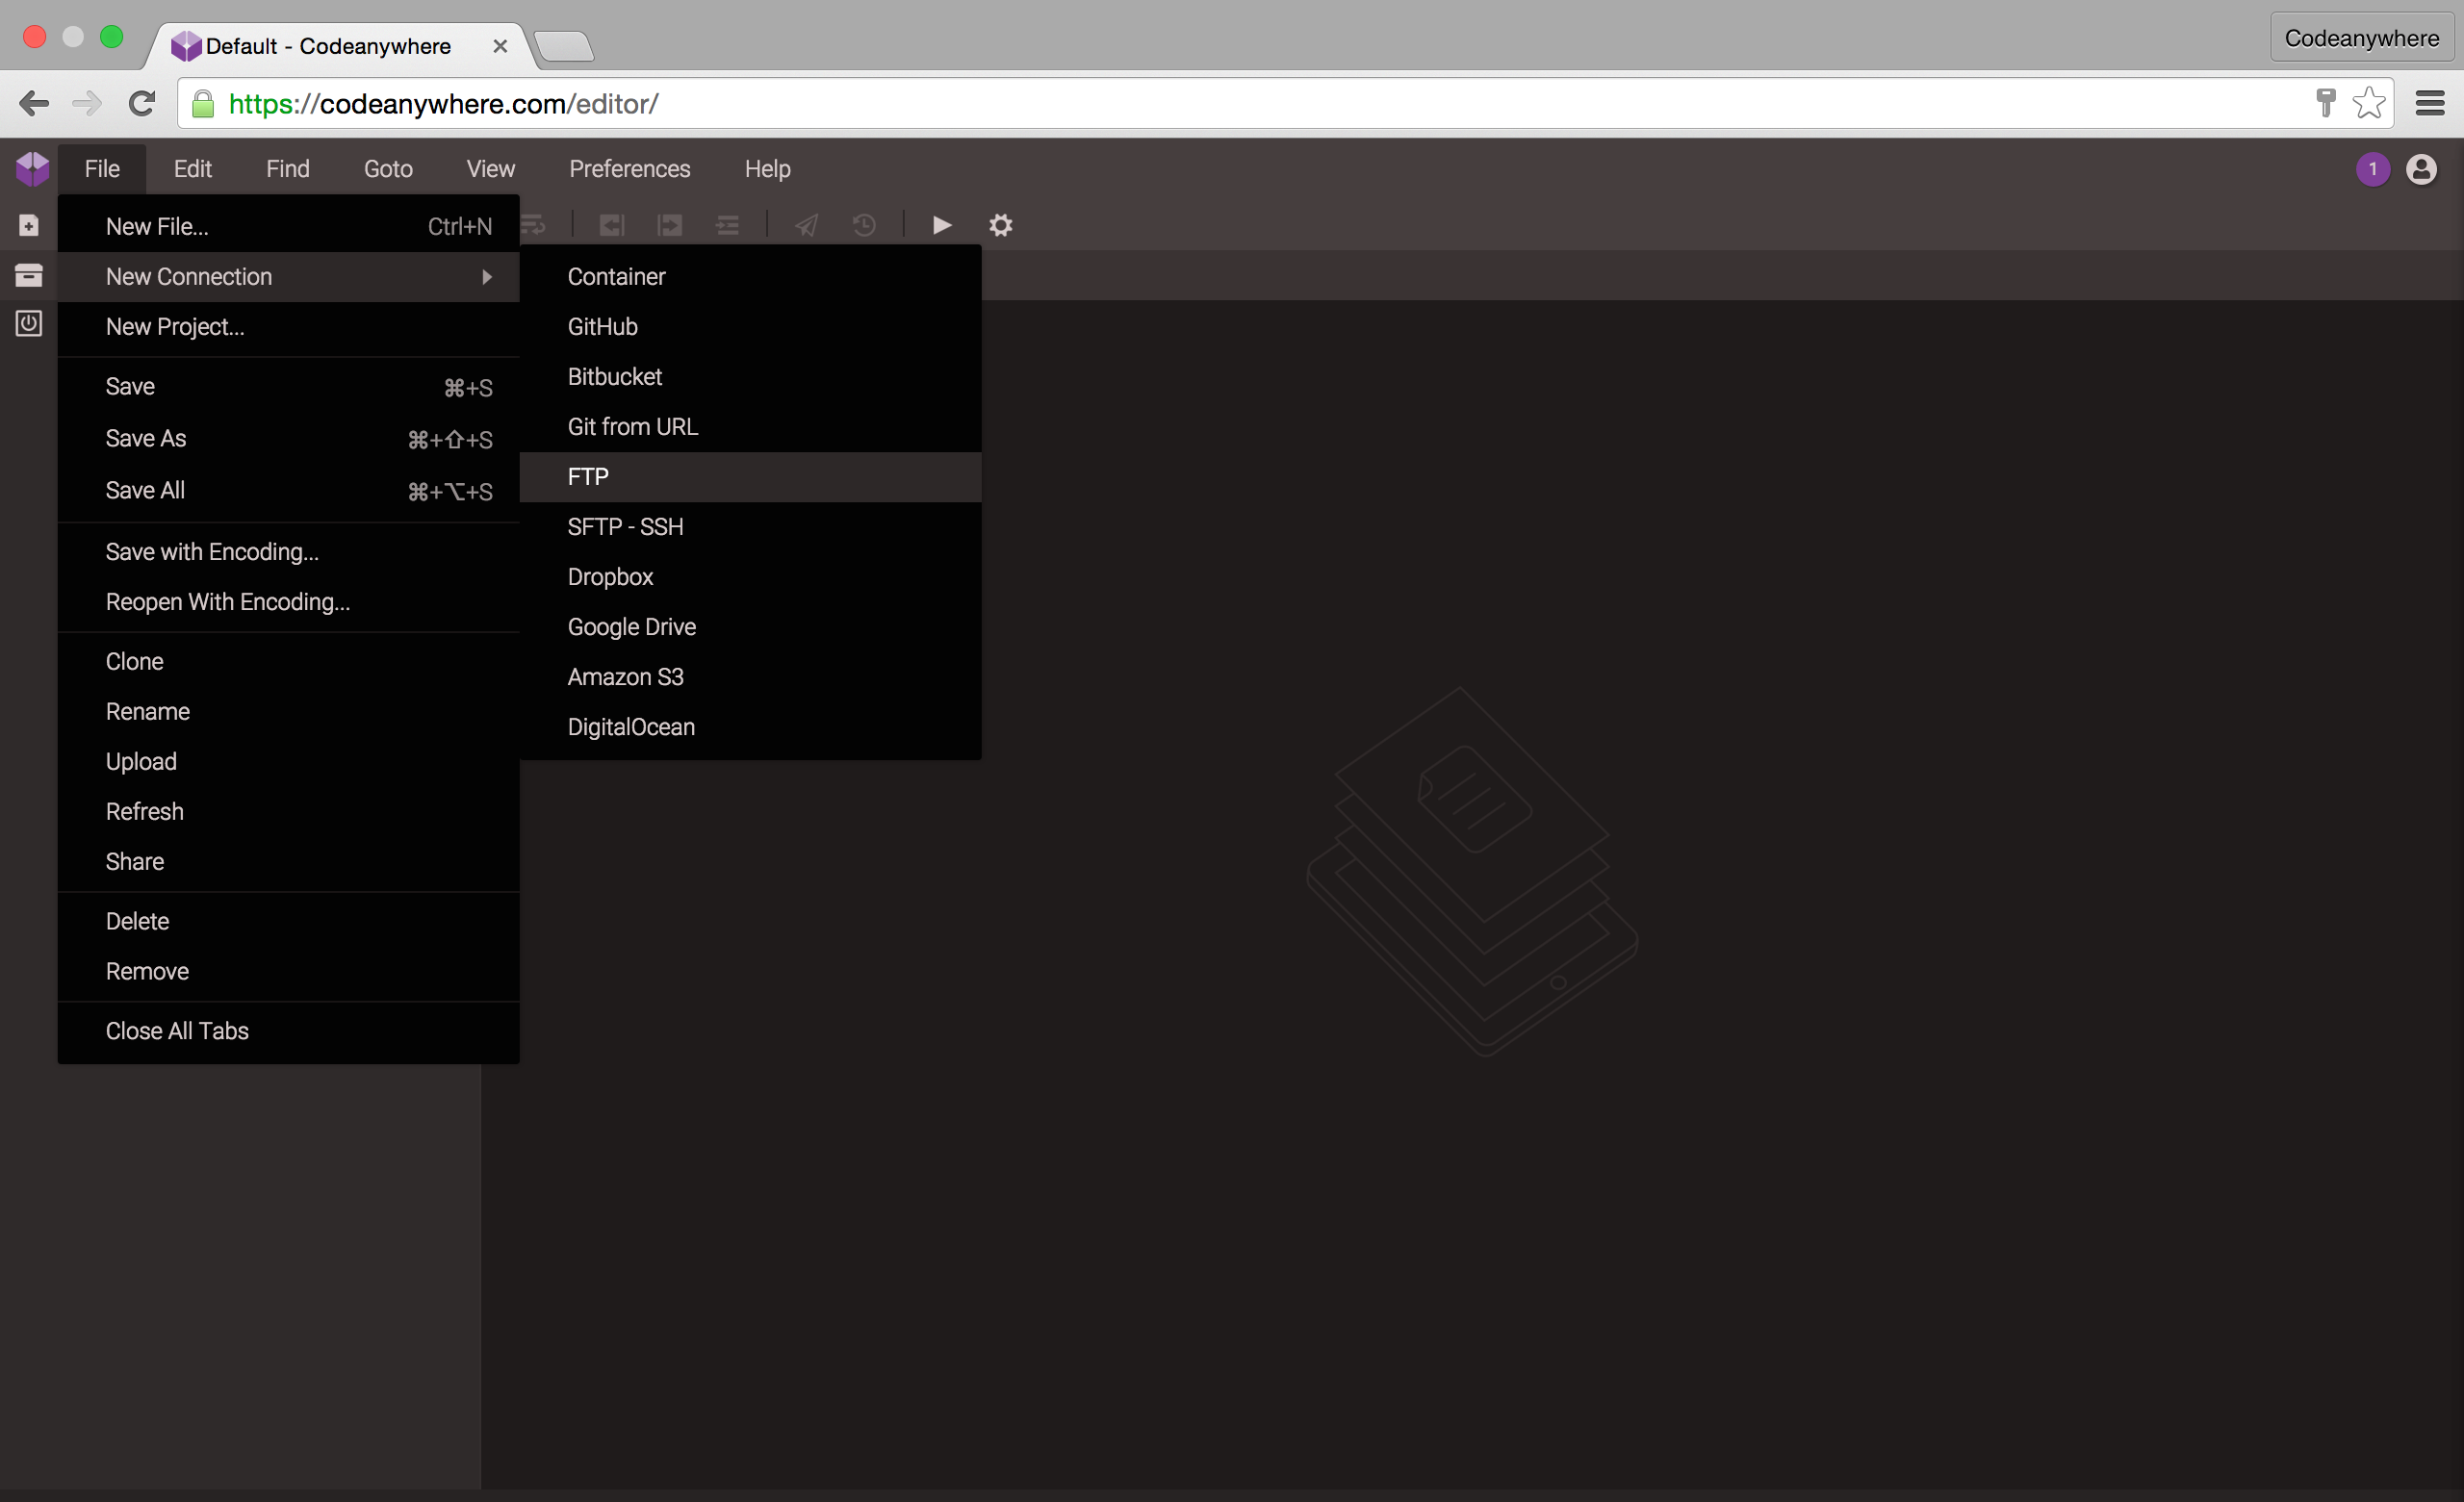 Default - Codeanywhere
Codeanywhere
https://codeanywhere.com/editor/
File Edit Find Goto View Preferences Help
1
New File... Ctrl+N
New Connection
New Project...
Save ⌘+S
Save As ⌘+⇧+S
Save All ⌘+⌥+S
Save with Encoding...
Reopen With Encoding...
Clone
Rename
Upload
Refresh
Share
Delete
Remove
Close All Tabs
Container
GitHub
Bitbucket
Git from URL
FTP
SFTP - SSH
Dropbox
Google Drive
Amazon S3
DigitalOcean